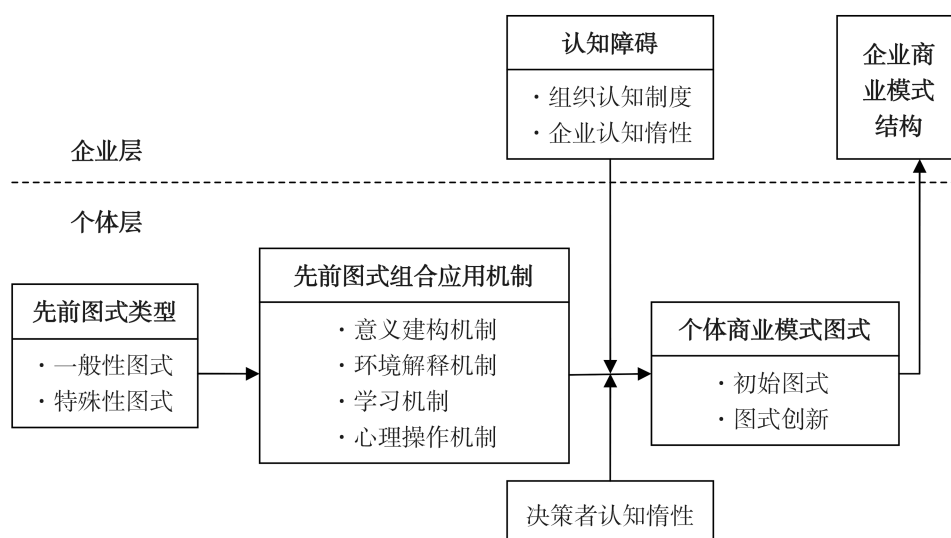 认知障碍
· 组织认知制度
· 企业认知惰性
企业商
业模式
结构
企业层
个体层
先前图式类型
· 一般性图式
· 特殊性图式
先前图式组合应用机制
· 意义建构机制
· 环境解释机制
· 学习机制
· 心理操作机制
个体商业模式图式
· 初始图式
· 图式创新
决策者认知惰性